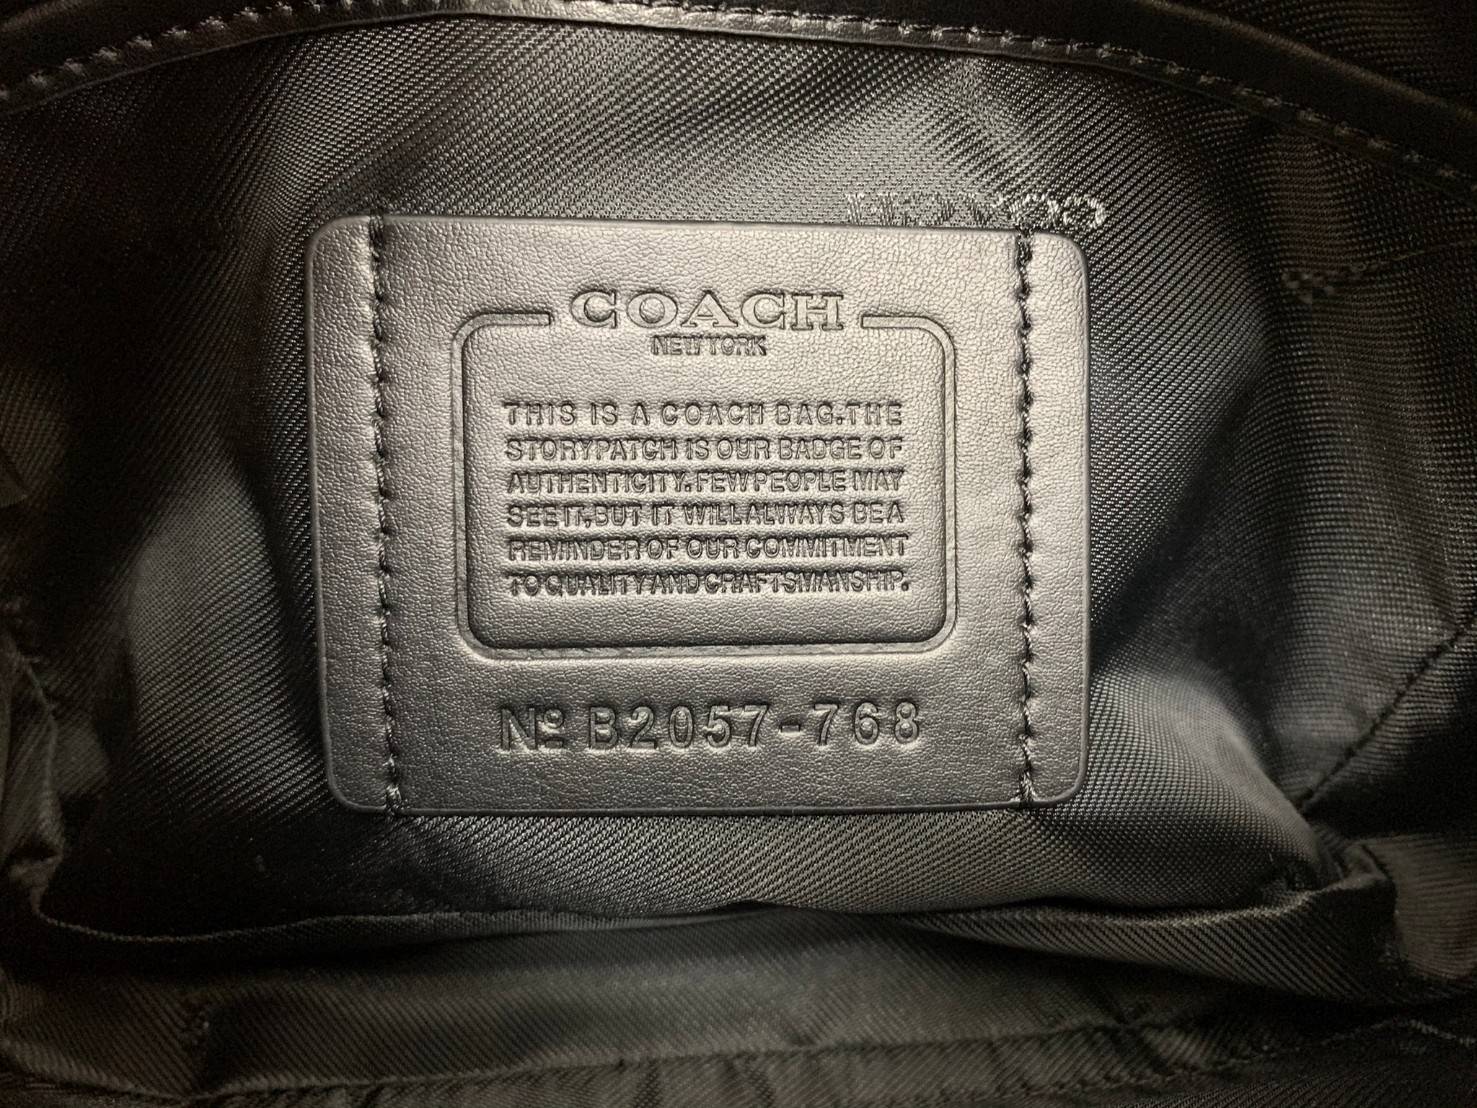 COACH
COACH
NEW YORK
THIS IS A COACH BAG. THE
STORYPATCH IS OUR BADGE OF
AUTHENTICITY. FEW PEOPLE MAY
SEE IT, BUT IT WILL ALWAYS BE A
REMINDER OF OUR COMMITMENT
TO QUALITY AND CRAFTSMANSHIP.
Nº B2057-768